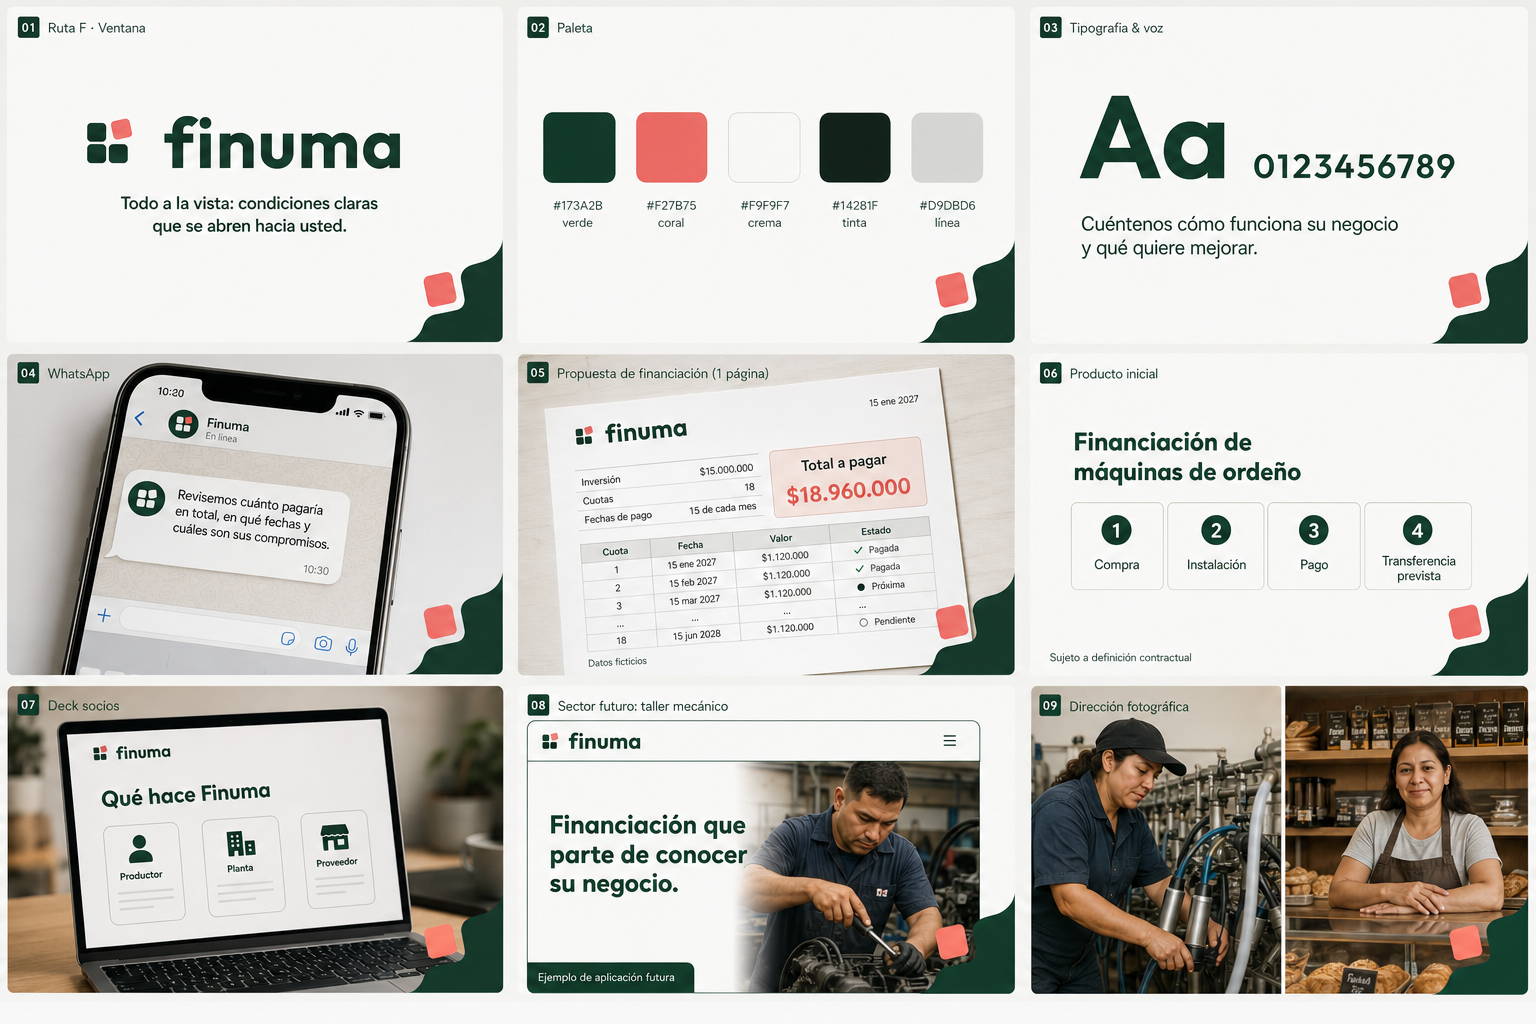 01 Ruta F · Ventana
finuma
Todo a la vista: condiciones claras
que se abren hacia usted.
02 Paleta
#173A2B
verde
#F27B75
coral
#F9F9F7
crema
#14281F
tinta
#D9DBD6
línea
03 Tipografia & voz
Aa 0123456789
Cuéntenos cómo funciona su negocio
y qué quiere mejorar.
04 WhatsApp
10:20
Finuma
En línea
Revisemos cuánto pagaría
en total, en qué fechas y
cuáles son sus compromisos.
10:30
05 Propuesta de financiación (1 página)
15 ene 2027
finuma
Inversión $15.000.000
Cuotas 18
Fechas de pago 15 de cada mes
Total a pagar
$18.960.000
Cuota Fecha Valor Estado
1 15 ene 2027 $1.120.000 Pagada
2 15 feb 2027 $1.120.000 Pagada
3 15 mar 2027 $1.120.000 Próxima
... ... ... ...
18 15 jun 2028 $1.120.000 Pendiente
Datos ficticios
06 Producto inicial
Financiación de
máquinas de ordeño
1
Compra
2
Instalación
3
Pago
4
Transferencia
prevista
Sujeto a definición contractual
07 Deck socios
finuma
Qué hace Finuma
Productor
Planta
Proveedor
08 Sector futuro: taller mecánico
finuma
Financiación que
parte de conocer
su negocio.
Ejemplo de aplicación futura
09 Dirección fotográfica